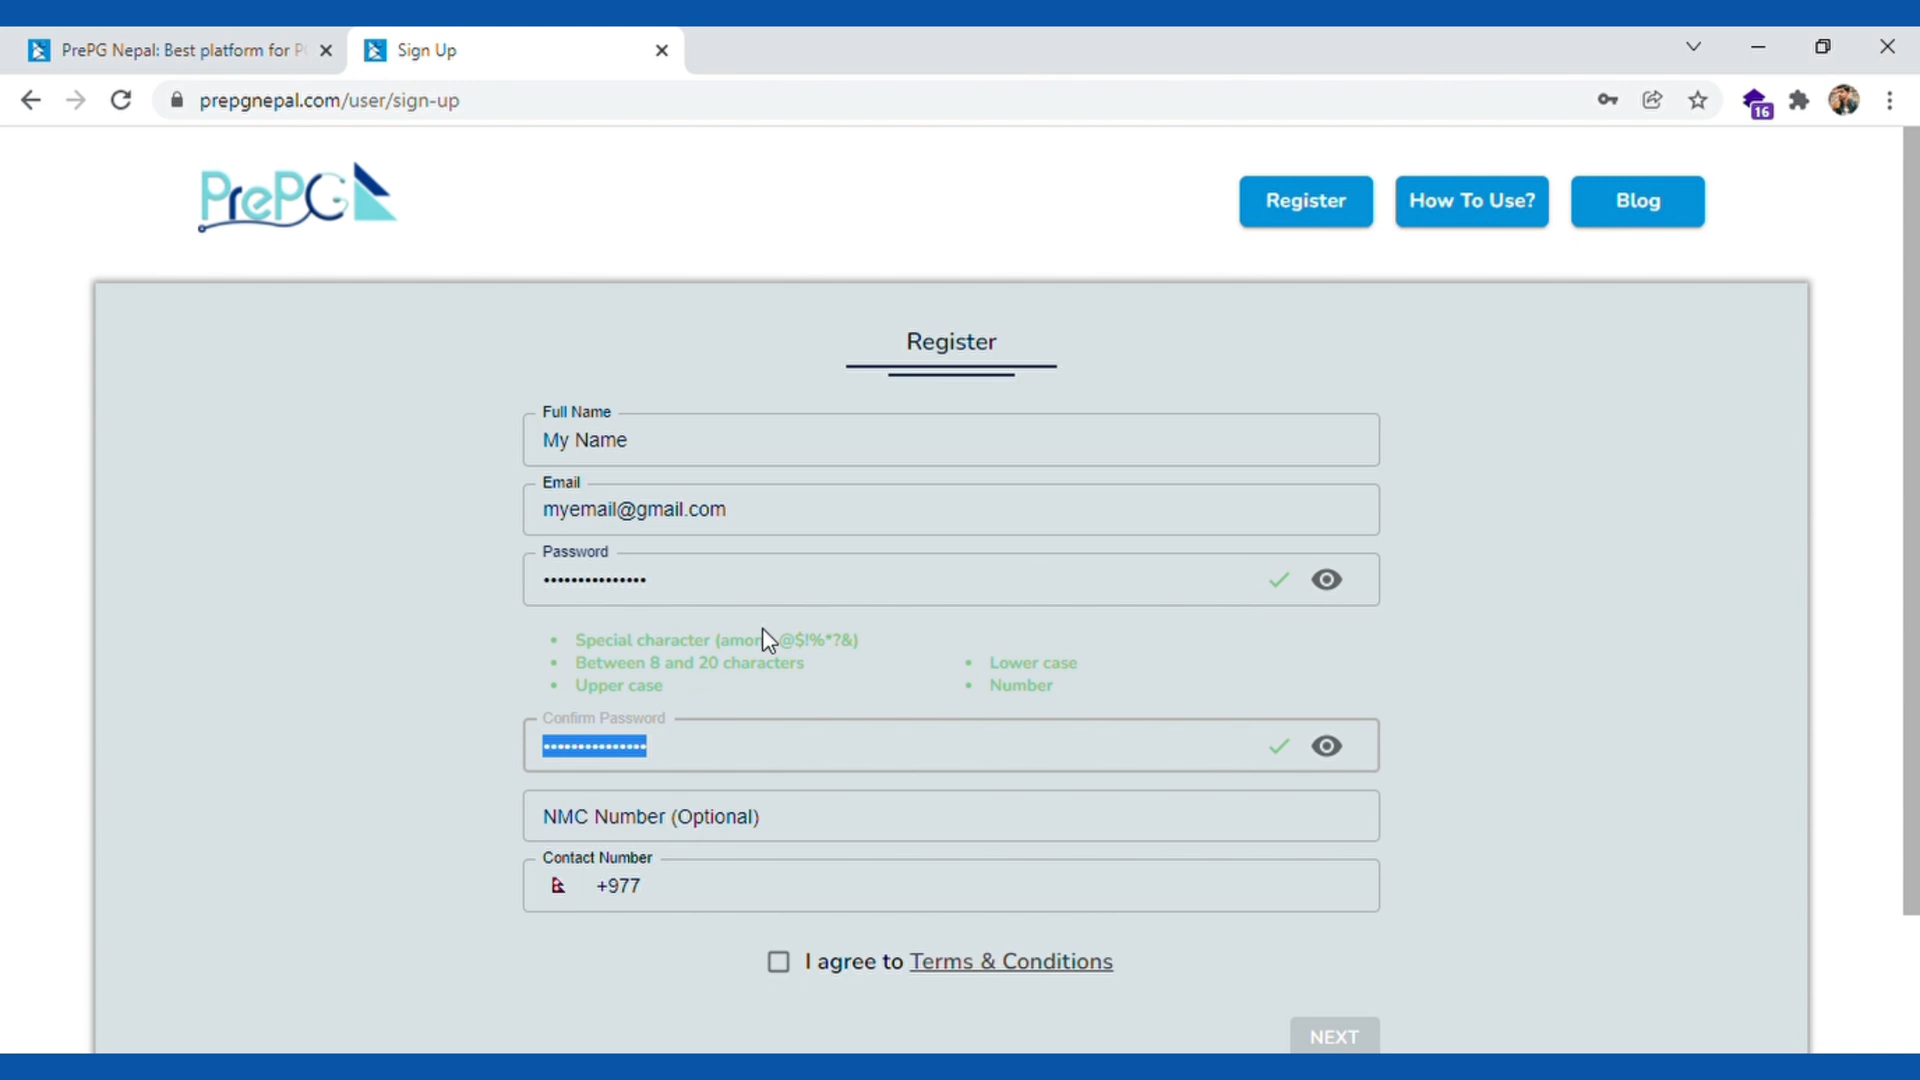 PrePG Nepal: Best platform for P
Sign Up
prepgnepal.com/user/sign-up
16
PrePG
Register
How To Use?
Blog
Register
Full Name
My Name
Email
myemail@gmail.com
Password
•••••••••••••••
• Special character (amon @$!%*?&)
• Between 8 and 20 characters
• Lower case
• Upper case
• Number
Confirm Password
•••••••••••••••
NMC Number (Optional)
Contact Number
+977
I agree to Terms & Conditions
NEXT